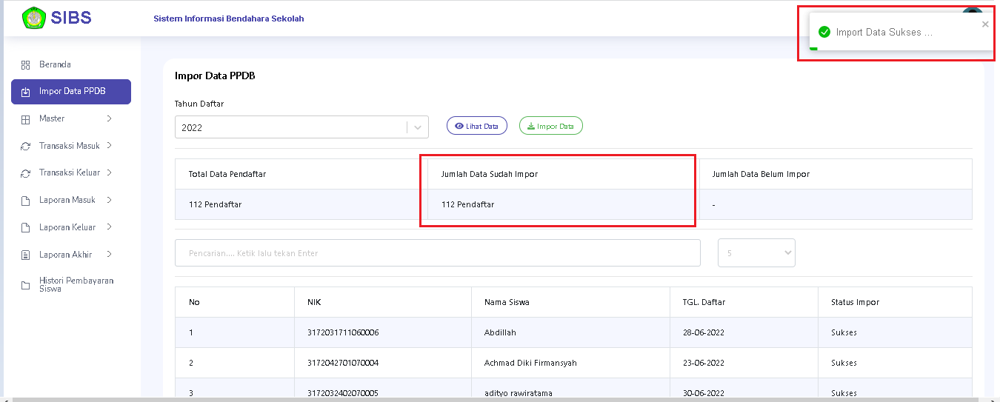 SIBS
Sistem Informasi Bendahara Sekolah
Import Data Sukses ...
Beranda
Impor Data PPDB
Master
Transaksi Masuk
Transaksi Keluar
Laporan Masuk
Laporan Keluar
Laporan Akhir
Histori Pembayaran
Siswa
Impor Data PPDB
Tahun Daftar
2022
Lihat Data
Impor Data
Total Data Pendaftar Jumlah Data Sudah Impor Jumlah Data Belum Impor
112 Pendaftar 112 Pendaftar -
Pencarian.... Ketik lalu tekan Enter
5
No NIK Nama Siswa TGL. Daftar Status Impor
1 3172031711060006 Abdillah 28-06-2022 Sukses
2 3172042701070004 Achmad Diki Firmansyah 23-06-2022 Sukses
3 3172032402070005 adityo rawiratama 30-06-2022 Sukses